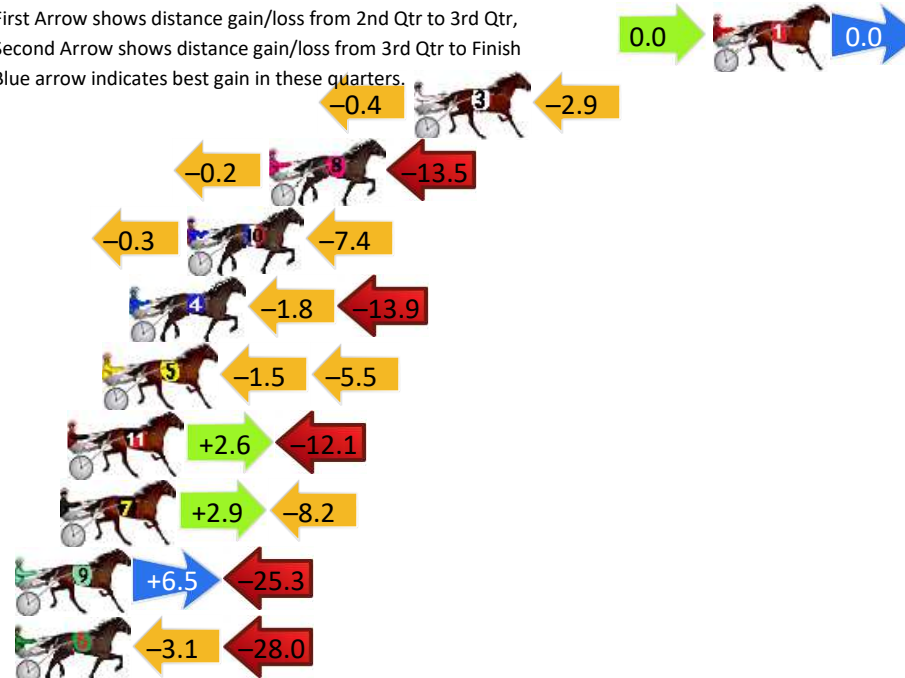 First Arrow shows distance gain/loss from 2nd Qtr to 3rd Qtr,
Second Arrow shows distance gain/loss from 3rd Qtr to Finish
Blue arrow indicates best gain in these quarters.
0.0 1 0.0
−0.4 3 −2.9
−0.2 8 −13.5
−0.3 10 −7.4
4 −1.8 −13.9
5 −1.5 −5.5
11 +2.6 −12.1
7 +2.9 −8.2
9 +6.5 −25.3
6 −3.1 −28.0